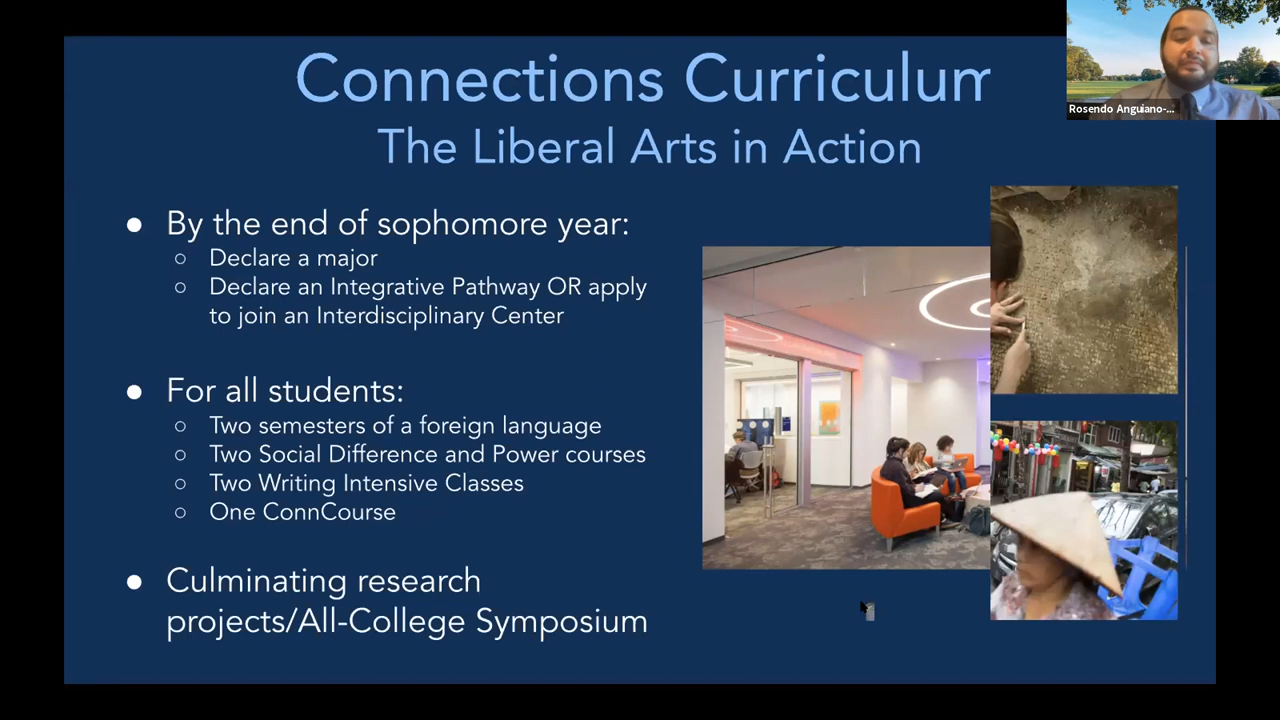 Connections Curriculum
The Liberal Arts in Action
Rosendo Anguiano-...
● By the end of sophomore year:
○ Declare a major
○ Declare an Integrative Pathway OR apply
to join an Interdisciplinary Center
● For all students:
○ Two semesters of a foreign language
○ Two Social Difference and Power courses
○ Two Writing Intensive Classes
○ One ConnCourse
● Culminating research
projects/All-College Symposium